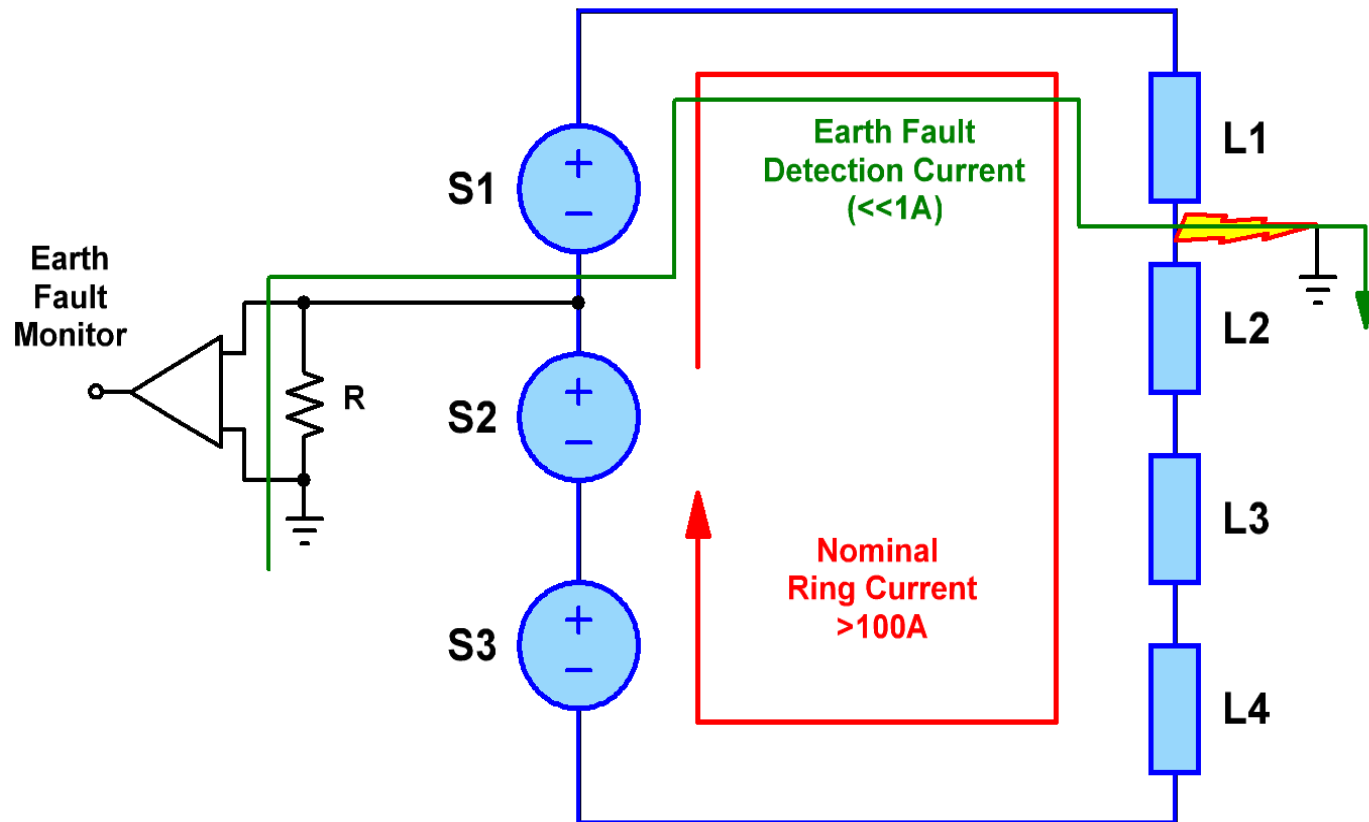 Earth
Fault
Monitor
R
S1
+
−
S2
+
−
S3
+
−
Earth Fault
Detection Current
(<<1A)
Nominal
Ring Current
>100A
L1
L2
L3
L4